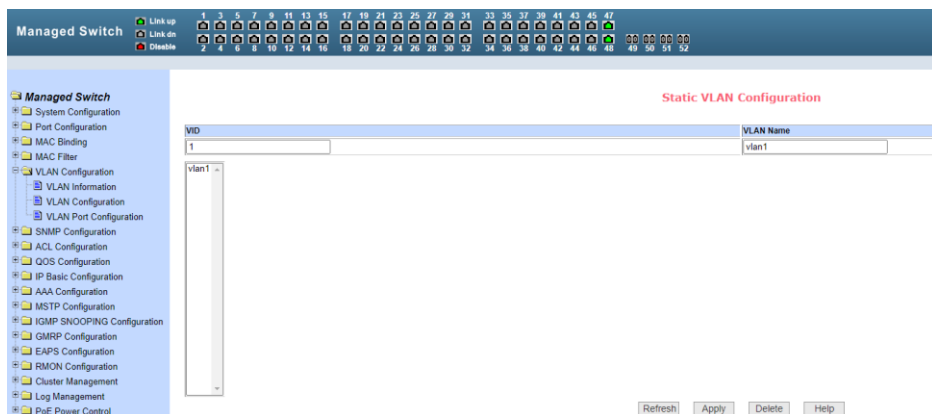 Managed Switch
Link up
Link dn
Disable
1 3 5 7 9 11 13 15 17 19 21 23 25 27 29 31 33 35 37 39 41 43 45 47
2 4 6 8 10 12 14 16 18 20 22 24 26 28 30 32 34 36 38 40 42 44 46 48 49 50 51 52
Managed Switch
System Configuration
Port Configuration
MAC Binding
MAC Filter
VLAN Configuration
VLAN Information
VLAN Configuration
VLAN Port Configuration
SNMP Configuration
ACL Configuration
QOS Configuration
IP Basic Configuration
AAA Configuration
MSTP Configuration
IGMP SNOOPING Configuration
GMRP Configuration
EAPS Configuration
RMON Configuration
Cluster Management
Log Management
PoE Power Control
Static VLAN Configuration
VID VLAN Name
1 vlan1
vlan1
Refresh Apply Delete Help